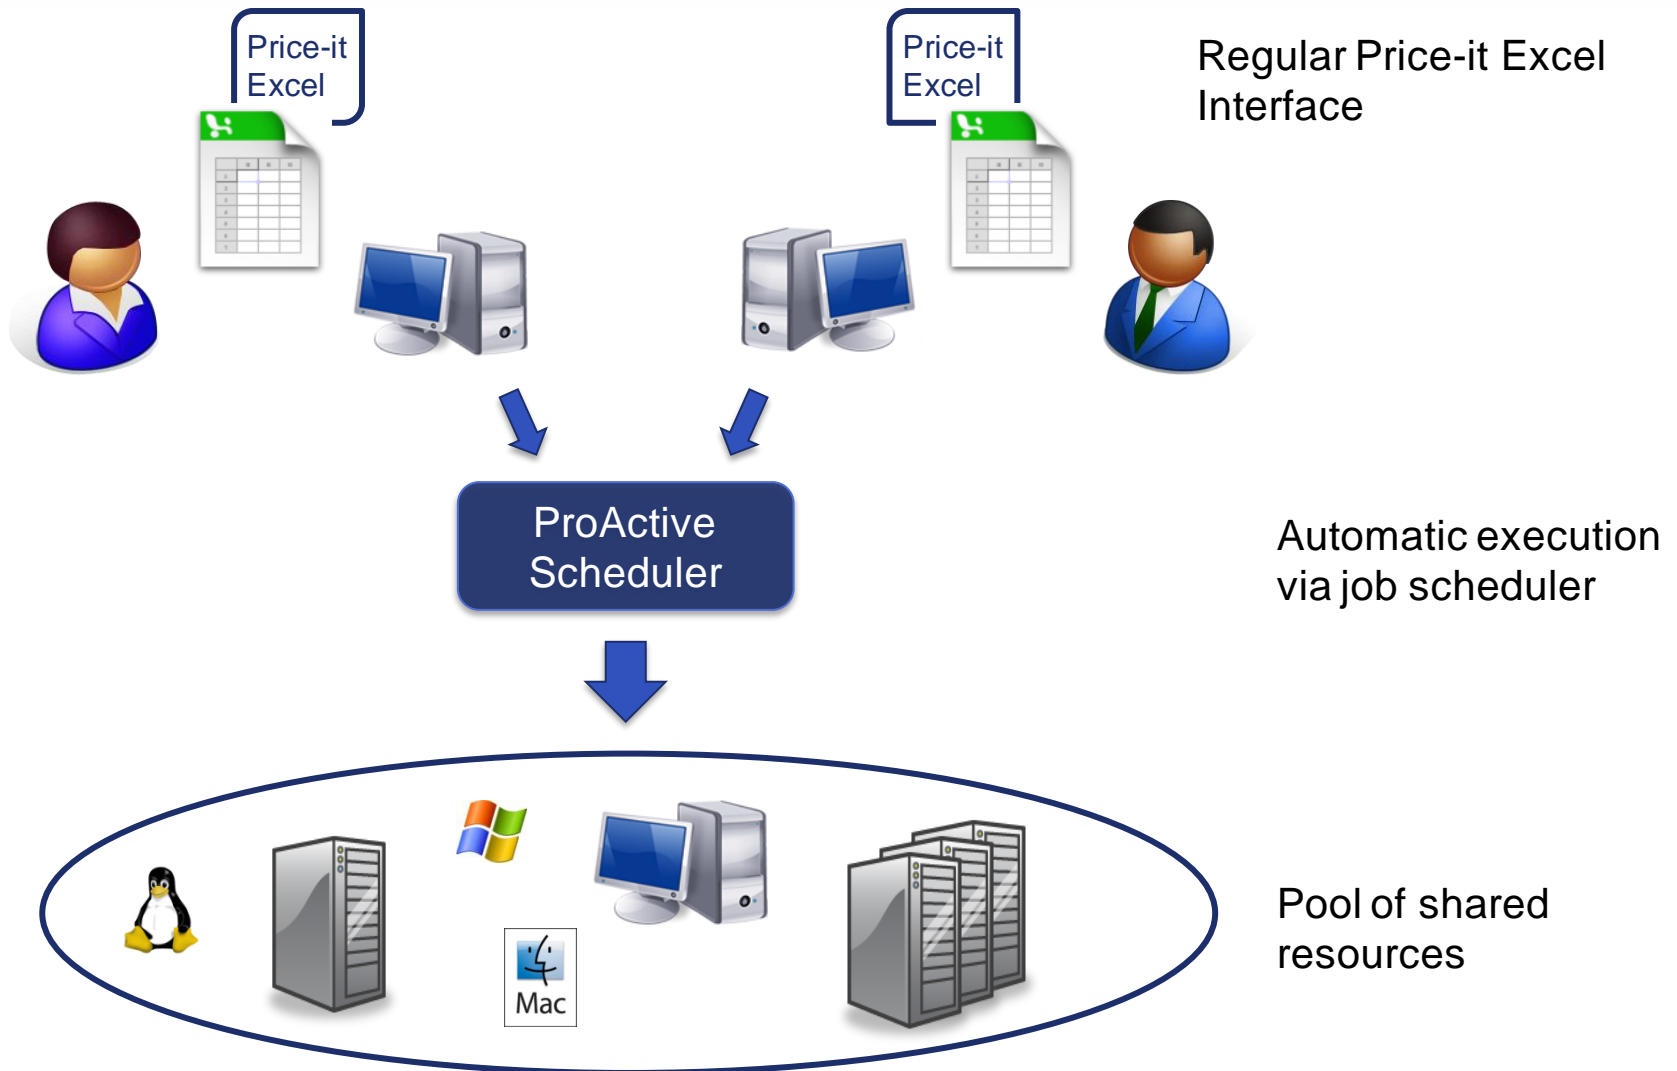 Price-it
Excel
Price-it
Excel
Regular Price-it Excel
Interface
ProActive
Scheduler
Automatic execution
via job scheduler
Mac
Pool of shared
resources